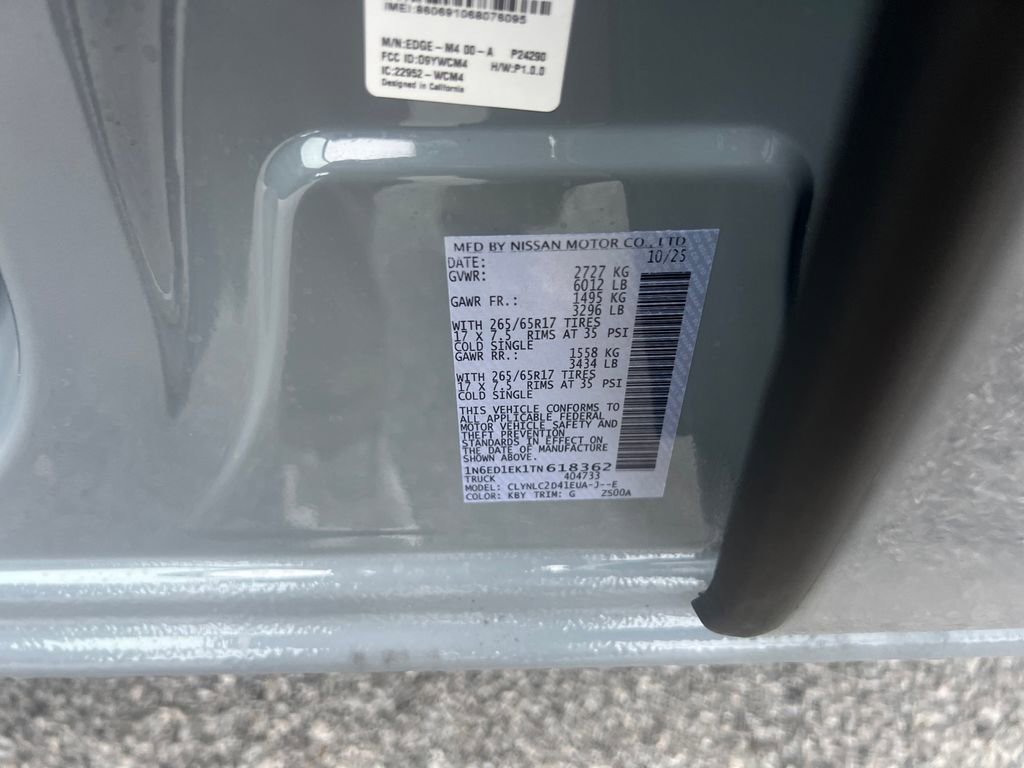 IMEI:860691068076095
M/N:EDGE-M4 00-A P24290
FCC ID:D9YWCM4 H/W:P1.0.0
IC:22952-WCM4
Designed in California
MFD BY NISSAN MOTOR CO., LTD
DATE: 10/25
GVWR: 2727 KG
6012 LB
GAWR FR.: 1495 KG
3296 LB
WITH 265/65R17 TIRES
17 X 7.5 RIMS AT 35 PSI
COLD SINGLE
GAWR RR.: 1558 KG
3434 LB
WITH 265/65R17 TIRES
17 X 7.5 RIMS AT 35 PSI
COLD SINGLE
THIS VEHICLE CONFORMS TO
ALL APPLICABLE FEDERAL
MOTOR VEHICLE SAFETY AND
THEFT PREVENTION
STANDARDS IN EFFECT ON
THE DATE OF MANUFACTURE
SHOWN ABOVE.
1N6ED1EK1TN618362
TRUCK 404733
MODEL: CLYNLC2D41EUA-J--E
COLOR: KBY TRIM: G 2S00A